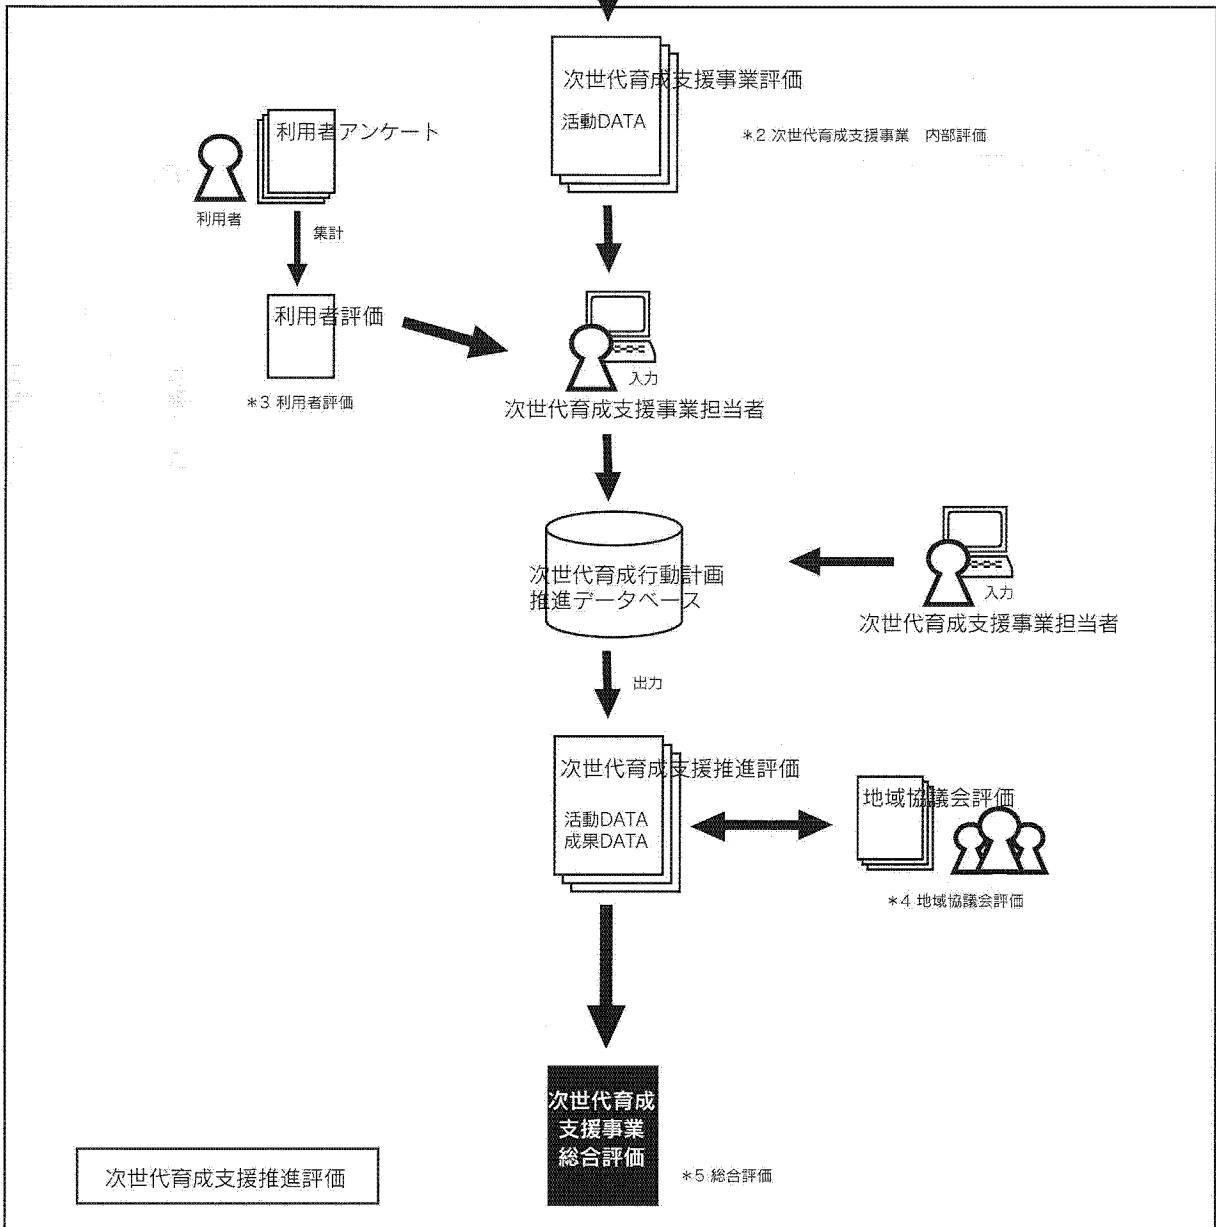 次世代育成支援事業評価
活動DATA
*2 次世代育成支援事業　内部評価
利用者アンケート
利用者
集計
利用者評価
*3 利用者評価
入力
次世代育成支援事業担当者
次世代育成行動計画
推進データベース
入力
次世代育成支援事業担当者
出力
次世代育成支援推進評価
活動DATA
成果DATA
地域協議会評価
*4 地域協議会評価
次世代育成
支援事業
総合評価
*5 総合評価
次世代育成支援推進評価